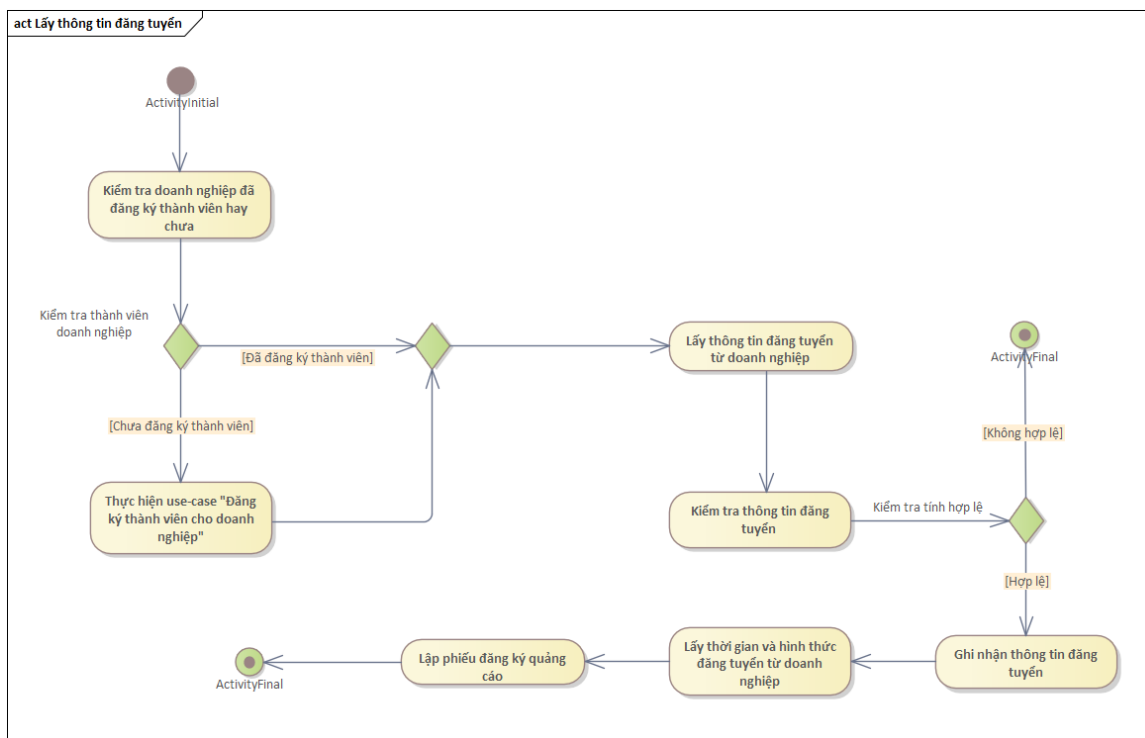 act Lấy thông tin đăng tuyển
ActivityInitial
Kiểm tra doanh nghiệp đã
đăng ký thành viên hay
chưa
Kiểm tra thành viên
doanh nghiệp
[Đã đăng ký thành viên]
[Chưa đăng ký thành viên]
Thực hiện use-case "Đăng
ký thành viên cho doanh
nghiệp"
Lấy thông tin đăng tuyển
từ doanh nghiệp
Kiểm tra thông tin đăng
tuyển
Kiểm tra tính hợp lệ
ActivityFinal
[Không hợp lệ]
[Hợp lệ]
Ghi nhận thông tin đăng
tuyển
Lấy thời gian và hình thức
đăng tuyển từ doanh
nghiệp
Lập phiếu đăng ký quảng
cáo
ActivityFinal